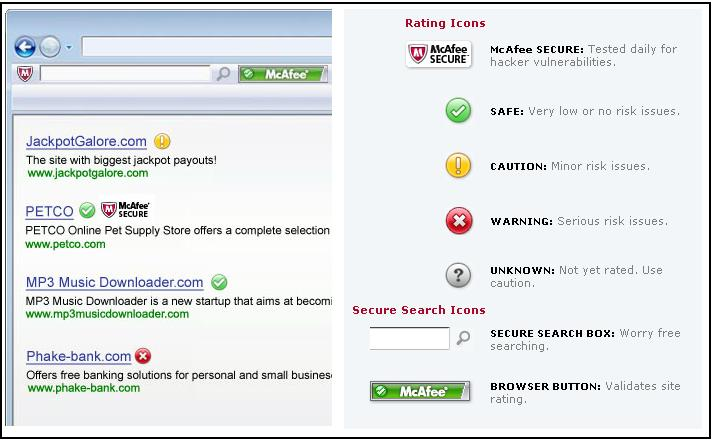 McAfee
JackpotGalore.com
The site with biggest jackpot payouts!
www.jackpotgalore.com
PETCO McAfee SECURE
PETCO Online Pet Supply Store offers a complete selection
www.petco.com
MP3 Music Downloader.com
MP3 Music Downloader is a new startup that aims at becomi
www.mp3musicdownloader.com
Phake-bank.com
Offers free banking solutions for personal and small busines
www.phake-bank.com
Rating Icons
McAfee SECURE
McAfee SECURE: Tested daily for
hacker vulnerabilities.
SAFE: Very low or no risk issues.
CAUTION: Minor risk issues.
WARNING: Serious risk issues.
UNKNOWN: Not yet rated. Use
caution.
Secure Search Icons
SECURE SEARCH BOX: Worry free
searching.
McAfee
BROWSER BUTTON: Validates site
rating.